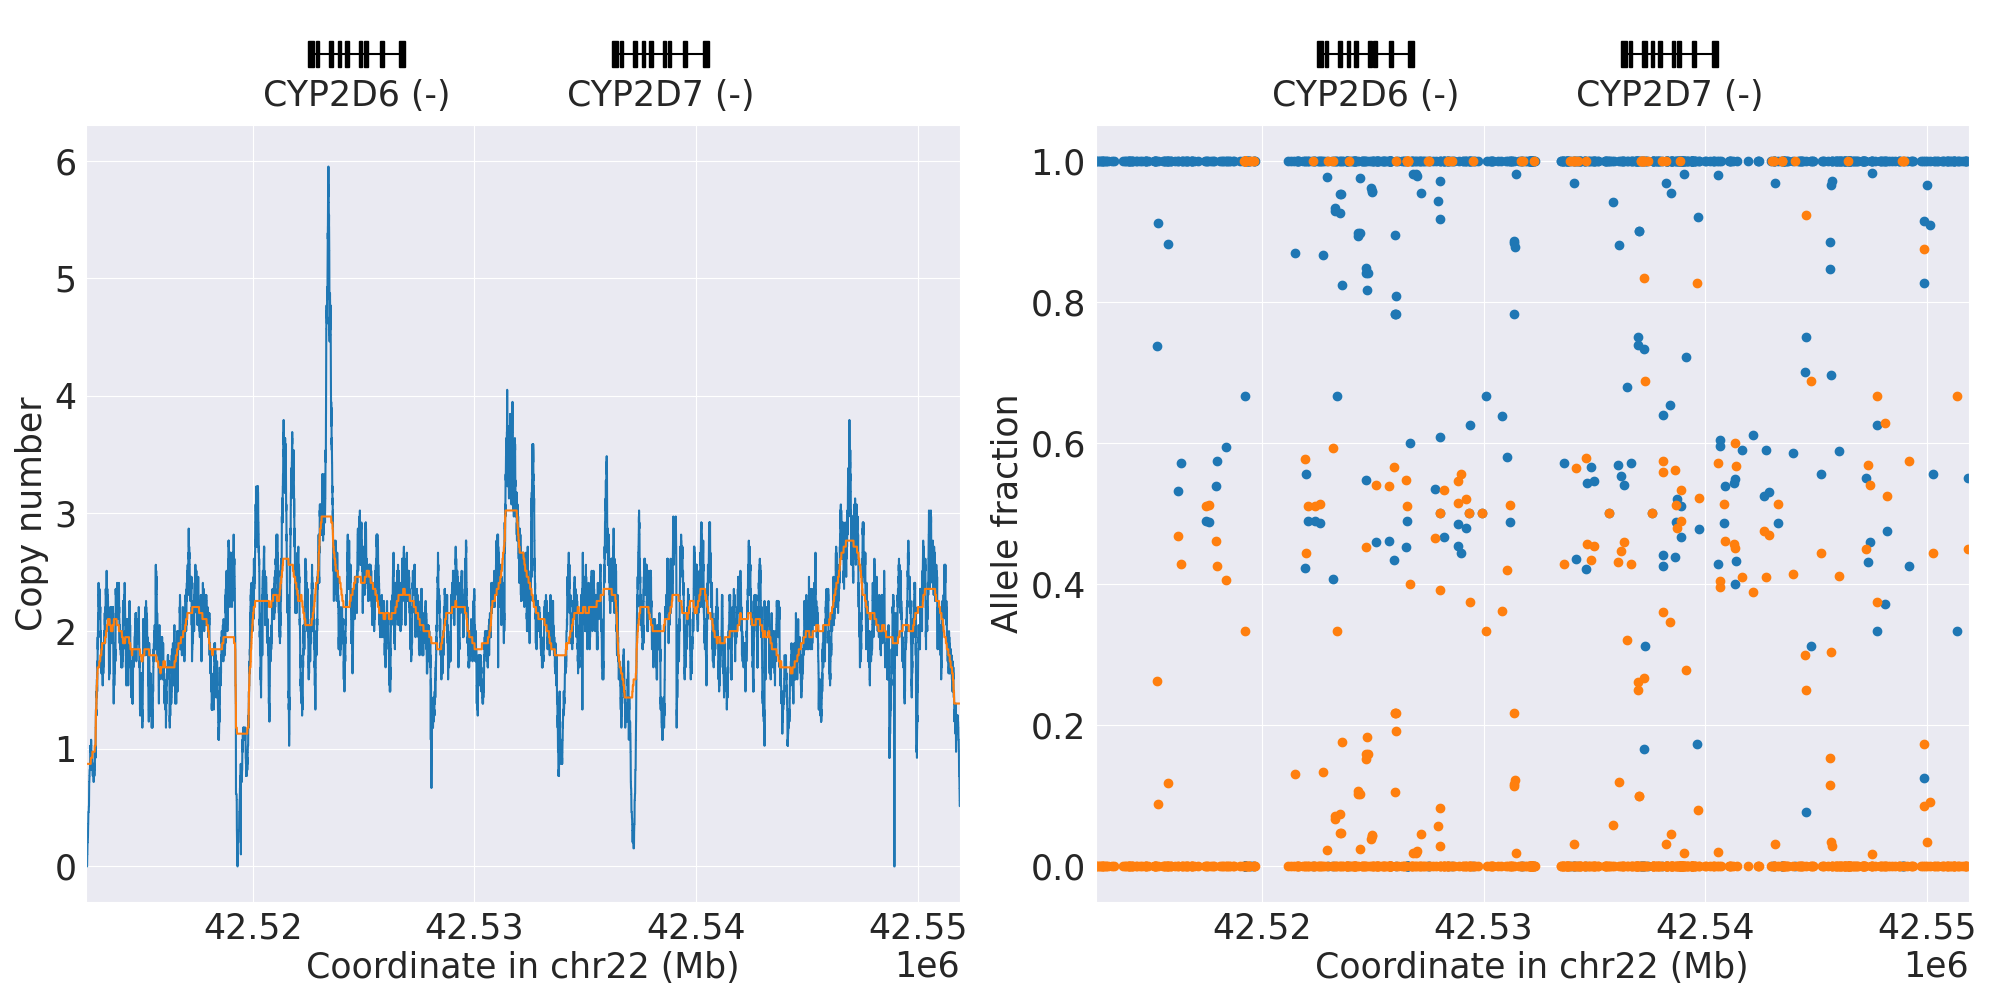 CYP2D6 (-) CYP2D7 (-)
6
5
4
3
2
1
0
Copy number
42.52 42.53 42.54 42.55
Coordinate in chr22 (Mb) 1e6
CYP2D6 (-) CYP2D7 (-)
1.0
0.8
0.6
0.4
0.2
0.0
Allele fraction
42.52 42.53 42.54 42.55
Coordinate in chr22 (Mb) 1e6